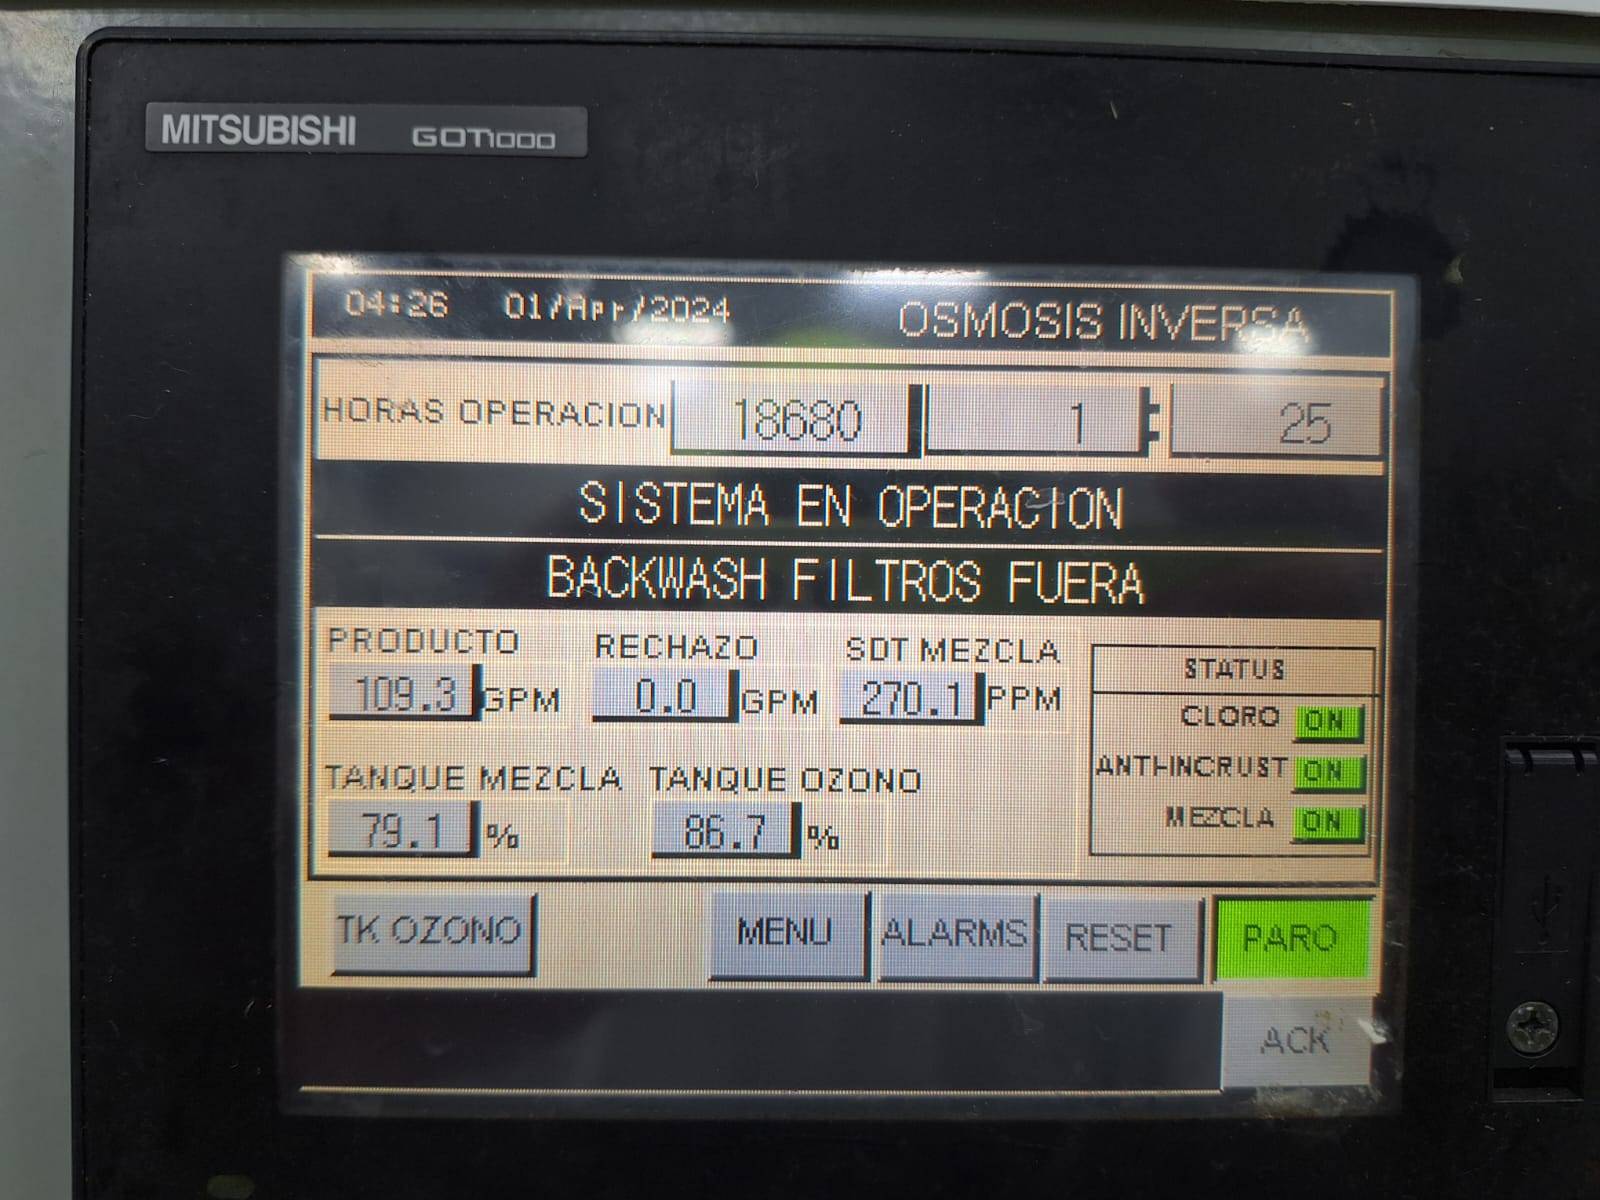 MITSUBISHI GOT1000
04:26 01/Apr/2024 OSMOSIS INVERSA
HORAS OPERACION 18680 1 : 25
SISTEMA EN OPERACION
BACKWASH FILTROS FUERA
PRODUCTO RECHAZO SDT MEZCLA
109.3 GPM 0.0 GPM 270.1 PPM
TANQUE MEZCLA TANQUE OZONO
79.1 % 86.7 %
STATUS
CLORO ON
ANTI-INCRUST ON
MEZCLA ON
TK OZONO MENU ALARMS RESET PARO
ACK